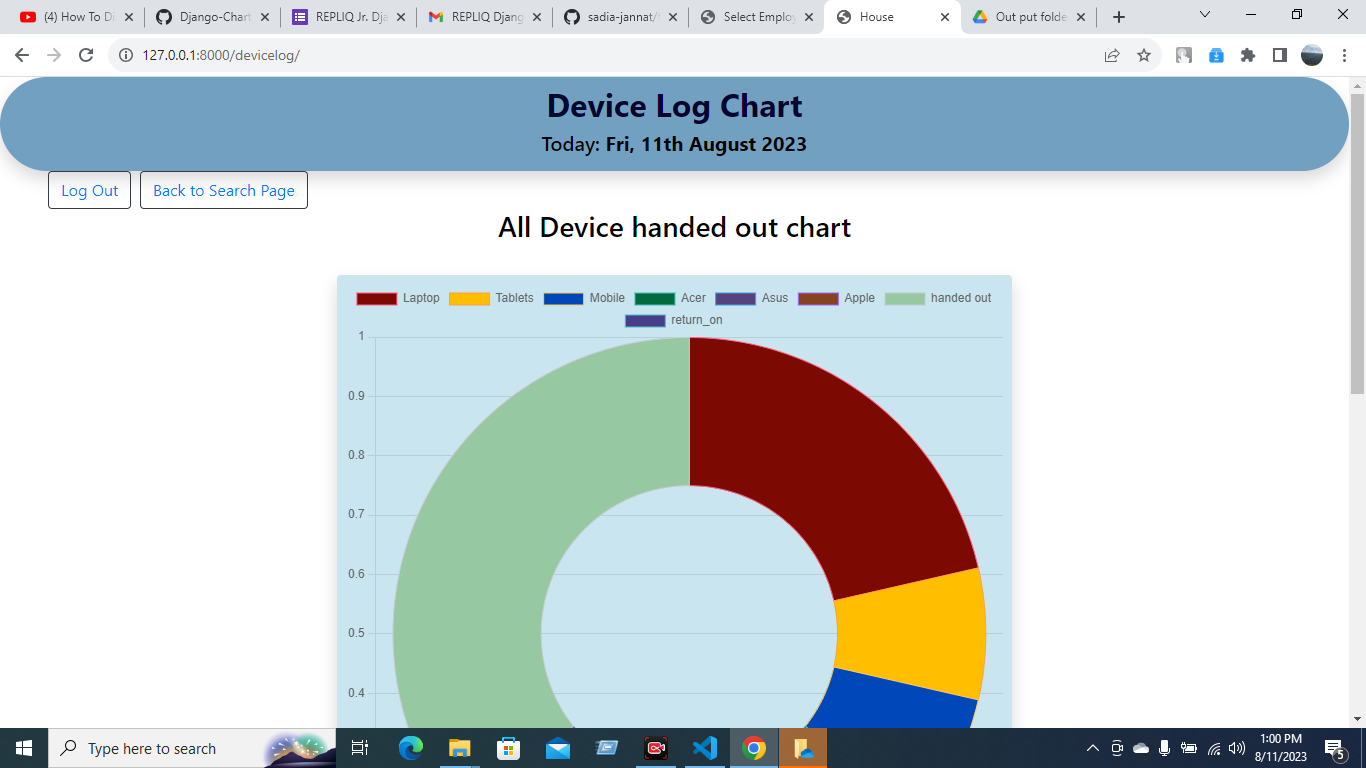 (4) How To Di
Django-Chart
REPLIQ Jr. Dja
REPLIQ Djang
sadia-jannat/
Select Employ
House
Out put folde
127.0.0.1:8000/devicelog/
Device Log Chart
Today: Fri, 11th August 2023
Log Out
Back to Search Page
All Device handed out chart
Laptop
Tablets
Mobile
Acer
Asus
Apple
handed out
return_on
1
0.9
0.8
0.7
0.6
0.5
0.4
Type here to search
1:00 PM
8/11/2023
5